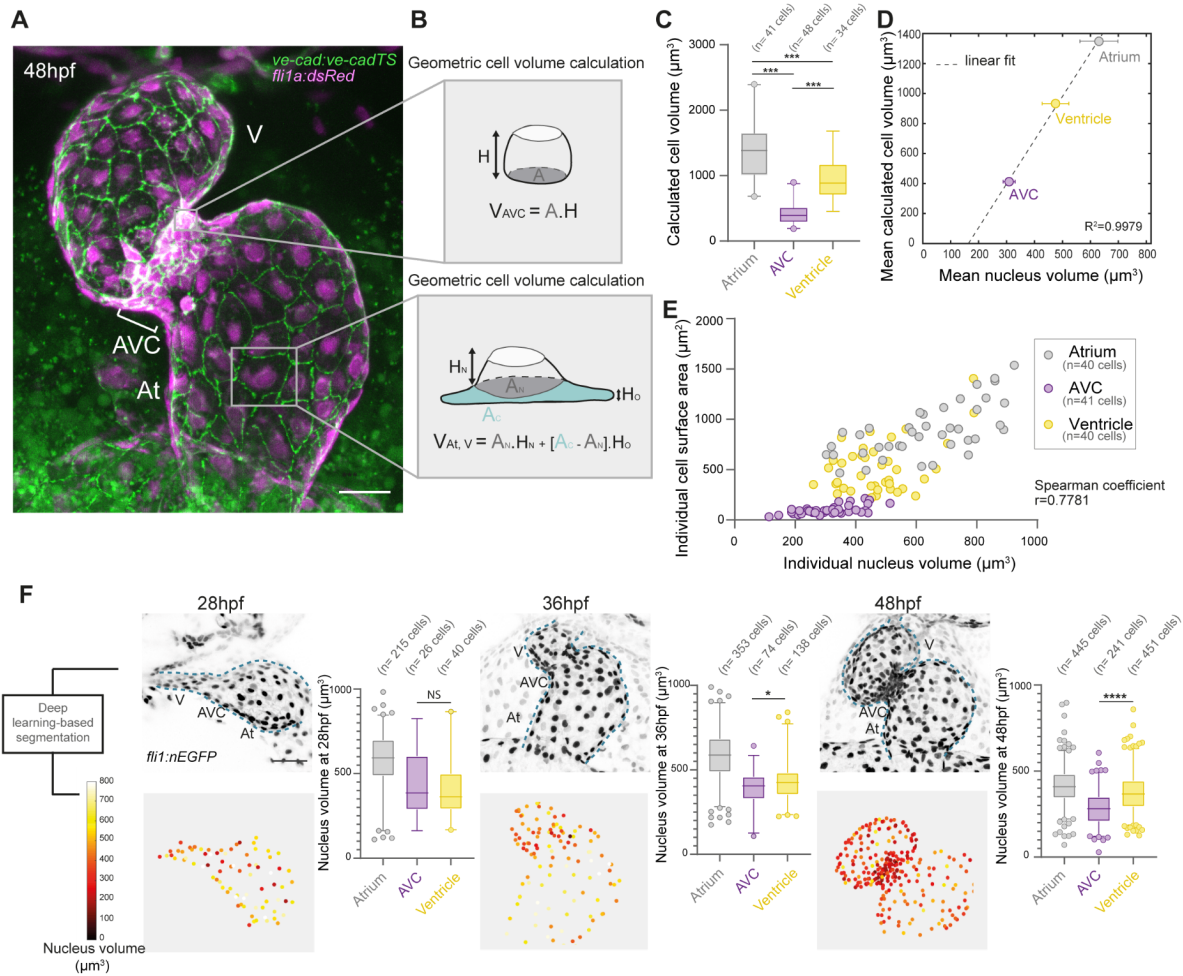 A
48hpf
ve-cad:ve-cadTS
fli1a:dsRed
V
AVC
At
B
Geometric cell volume calculation
H
A
VAVC = A.H
Geometric cell volume calculation
HN
AN
HO
AC
VAt, V = AN.HN + [AC - AN].HO
C
(n= 41 cells)
(n= 48 cells)
(n= 34 cells)
Calculated cell volume (µm³)
3000
2000
1000
0
***
***
***
Atrium
AVC
Ventricle
D
Mean calculated cell volume (µm³)
1400
1200
1000
800
600
400
200
0
linear fit
Atrium
Ventricle
AVC
R²=0.9979
0
200
400
600
800
Mean nucleus volume (µm³)
E
Individual cell surface area (µm²)
2000
1500
1000
500
0
0
200
400
600
800
1000
Individual nucleus volume (µm³)
Atrium
(n=40 cells)
AVC
(n=41 cells)
Ventricle
(n=40 cells)
Spearman coefficient
r=0.7781
F
Deep
learning-based
segmentation
800
700
600
500
400
300
200
100
0
Nucleus volume
(µm³)
28hpf
V
AVC
At
fli1:nEGFP
(n= 215 cells)
(n= 26 cells)
(n= 40 cells)
Nucleus volume at 28hpf (µm³)
1000
500
0
NS
Atrium
AVC
Ventricle
36hpf
V
AVC
At
(n= 353 cells)
(n= 74 cells)
(n= 138 cells)
Nucleus volume at 36hpf (µm³)
1000
500
0
*
Atrium
AVC
Ventricle
48hpf
V
AVC
At
(n= 445 cells)
(n= 241 cells)
(n= 451 cells)
Nucleus volume at 48hpf (µm³)
1000
500
0
****
Atrium
AVC
Ventricle